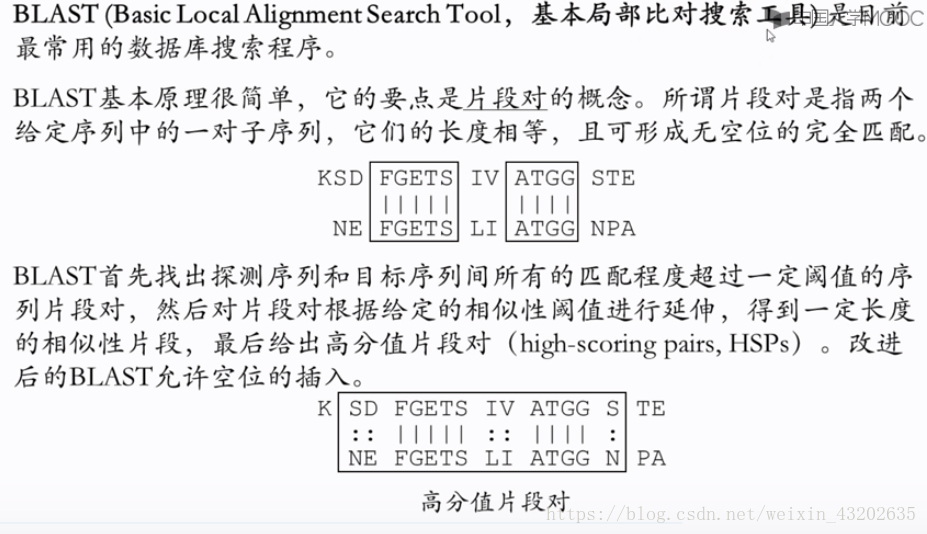 BLAST (Basic Local Alignment Search Tool，基本局部比对搜索工具)是目前
中国大学MOOC
最常用的数据库搜索程序。
BLAST基本原理很简单，它的要点是片段对的概念。所谓片段对是指两个
给定序列中的一对子序列，它们的长度相等，且可形成无空位的完全匹配。
KSD FGETS IV ATGG STE
||||| ||||
NE FGETS LI ATGG NPA
BLAST首先找出探测序列和目标序列间所有的匹配程度超过一定阈值的序
列片段对，然后对片段对根据给定的相似性阈值进行延伸，得到一定长度
的相似性片段，最后给出高分值片段对（high-scoring pairs, HSPs）。改进
后的BLAST允许空位的插入。
K SD FGETS IV ATGG S TE
:: ||||| :: |||| :
NE FGETS LI ATGG N PA
高分值片段对
https://blog.csdn.net/weixin_43202635